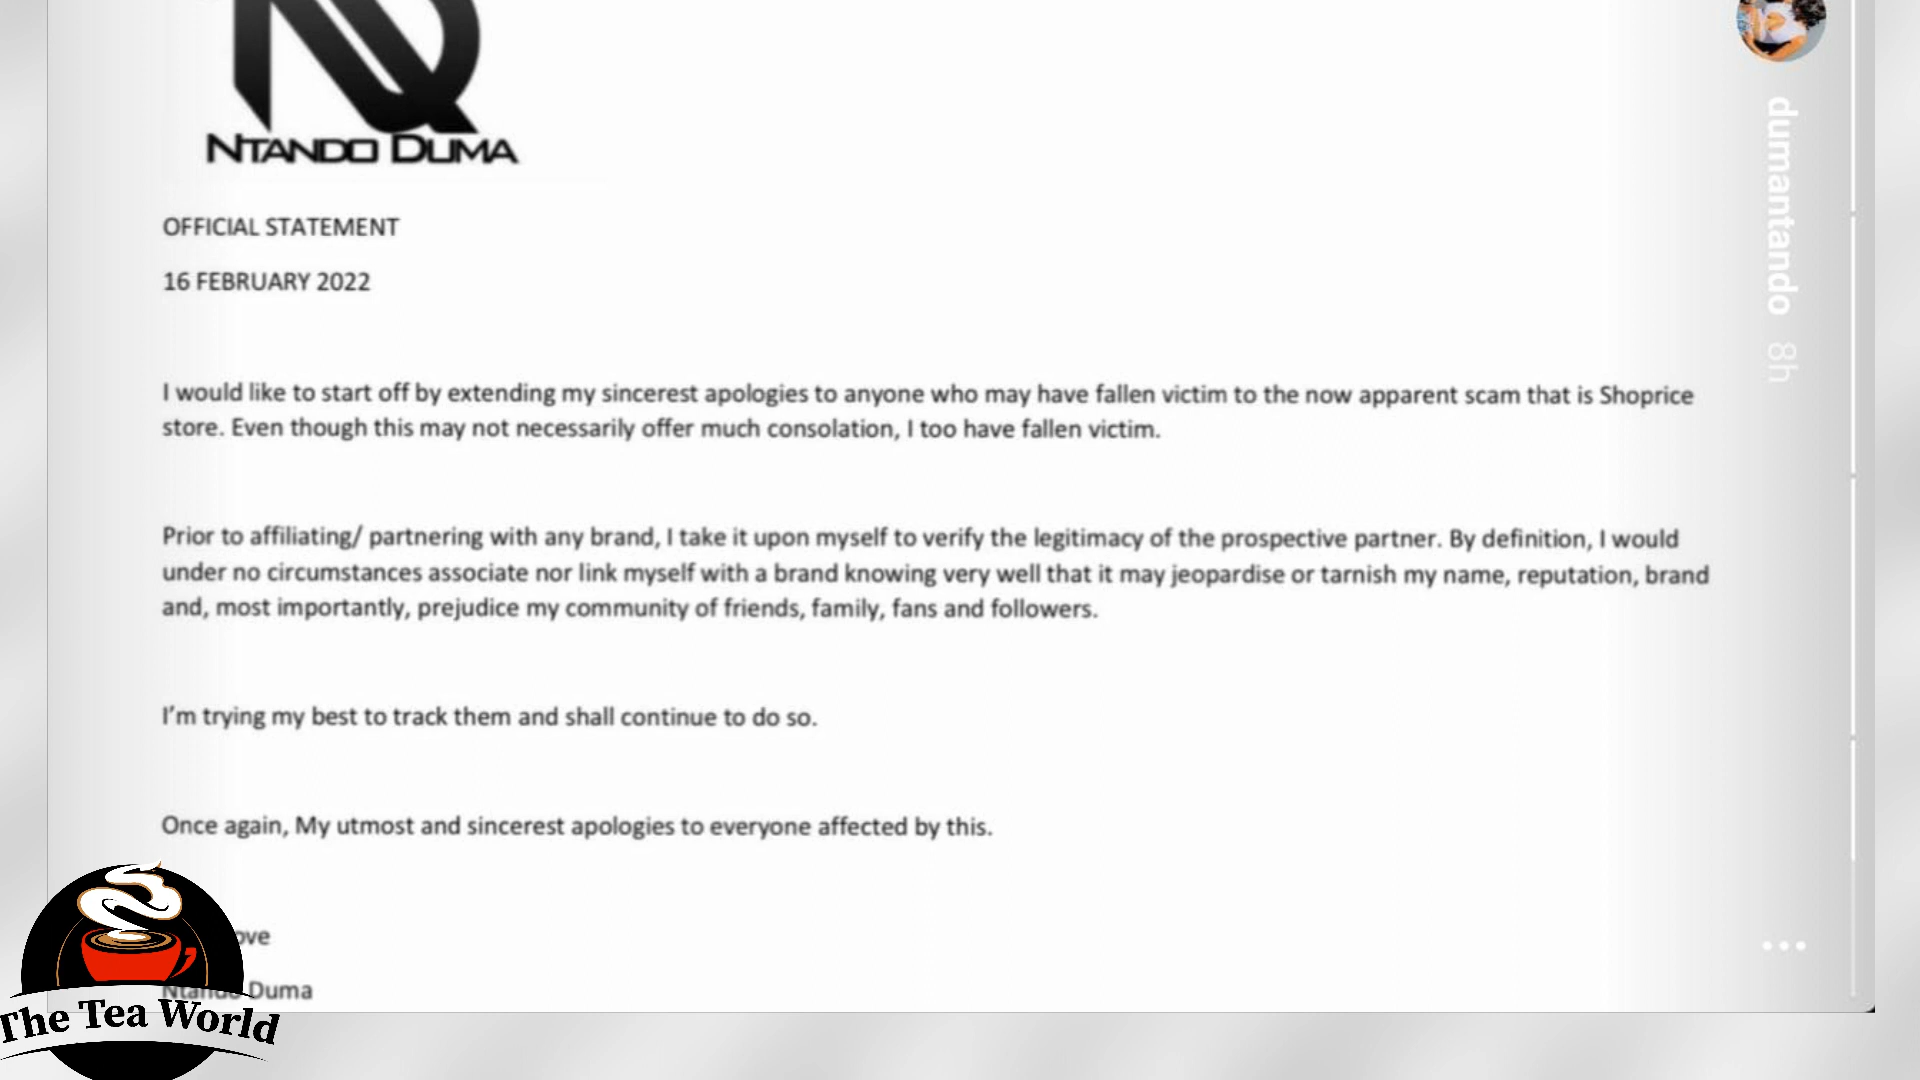 NTANDO DUMA
OFFICIAL STATEMENT
16 FEBRUARY 2022
I would like to start off by extending my sincerest apologies to anyone who may have fallen victim to the now apparent scam that is Shoprice
store. Even though this may not necessarily offer much consolation, I too have fallen victim.
Prior to affiliating/ partnering with any brand, I take it upon myself to verify the legitimacy of the prospective partner. By definition, I would
under no circumstances associate nor link myself with a brand knowing very well that it may jeopardise or tarnish my name, reputation, brand
and, most importantly, prejudice my community of friends, family, fans and followers.
I'm trying my best to track them and shall continue to do so.
Once again, My utmost and sincerest apologies to everyone affected by this.
Ntando Duma
dumantando 8h
The Tea World